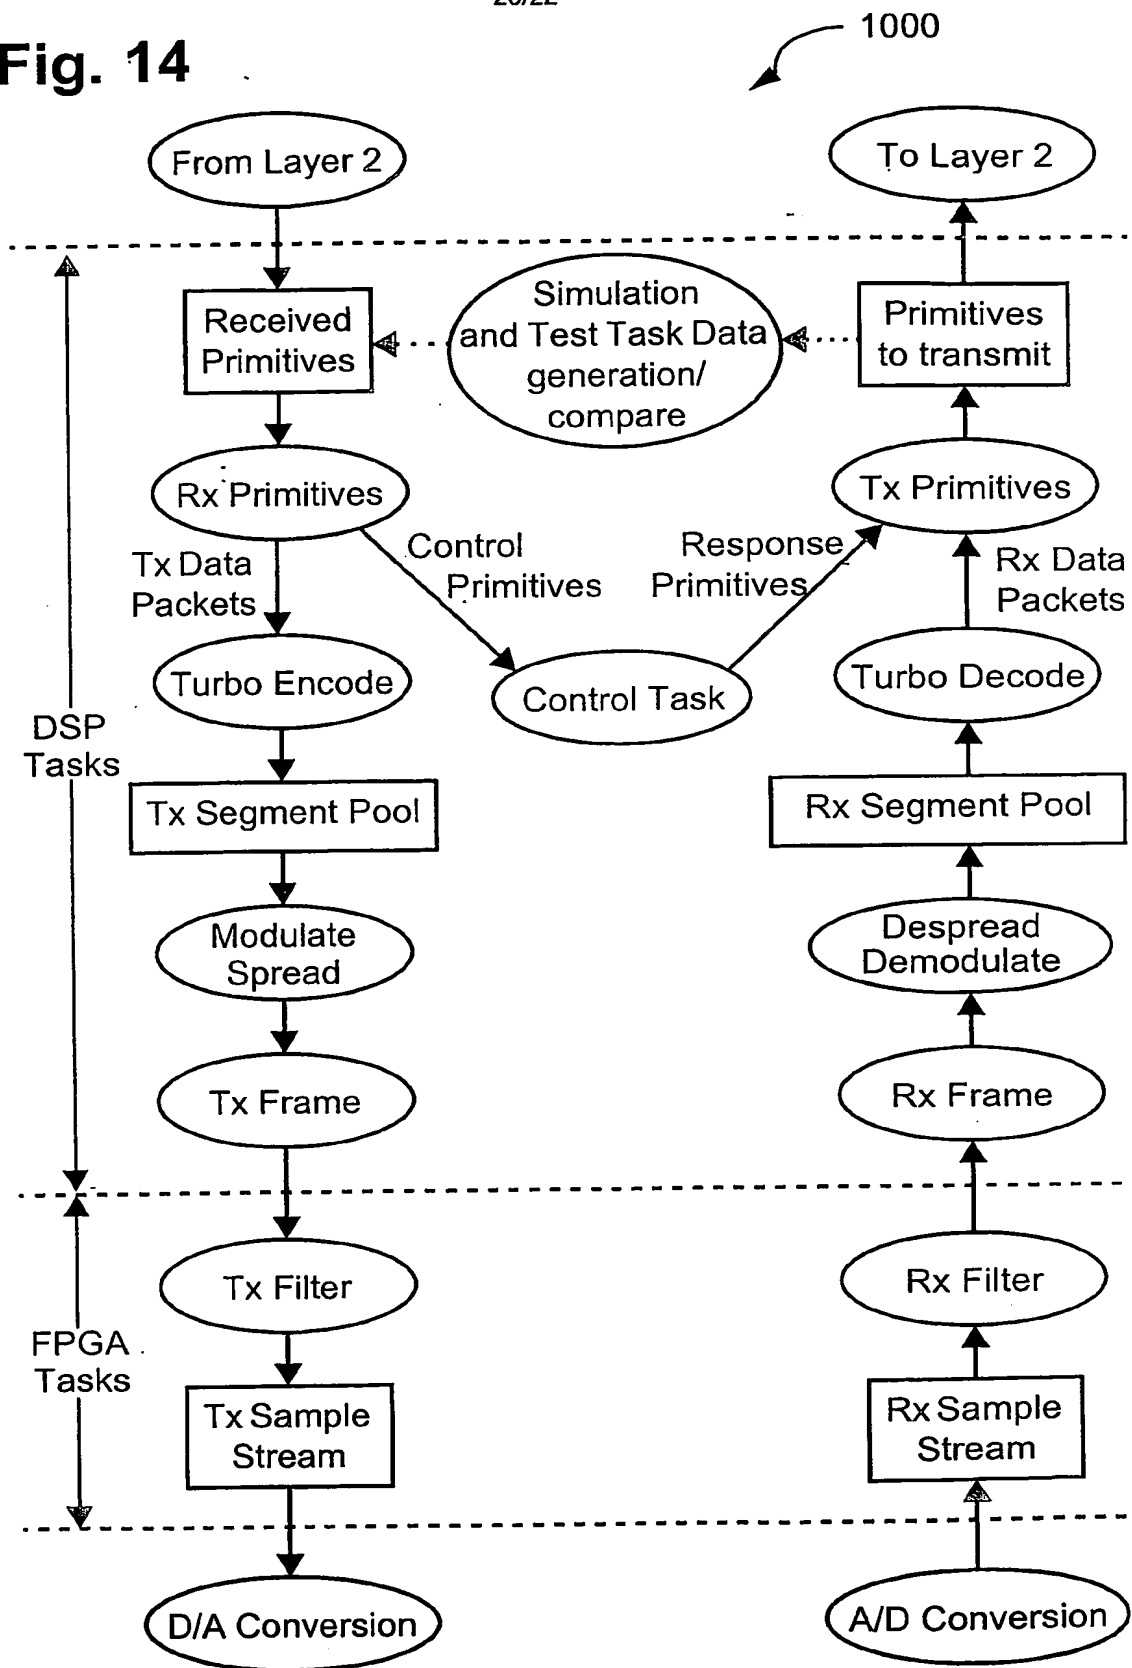 1000
Fig. 14
From Layer 2
To Layer 2
Received
Primitives
Simulation
and Test Task Data
generation/
compare
Primitives
to transmit
Rx Primitives
Tx Primitives
Tx Data
Packets
Control
Primitives
Response
Primitives
Rx Data
Packets
Turbo Encode
Control Task
Turbo Decode
DSP
Tasks
Tx Segment Pool
Rx Segment Pool
Modulate
Spread
Despread
Demodulate
Tx Frame
Rx Frame
Tx Filter
Rx Filter
FPGA
Tasks
Tx Sample
Stream
Rx Sample
Stream
D/A Conversion
A/D Conversion